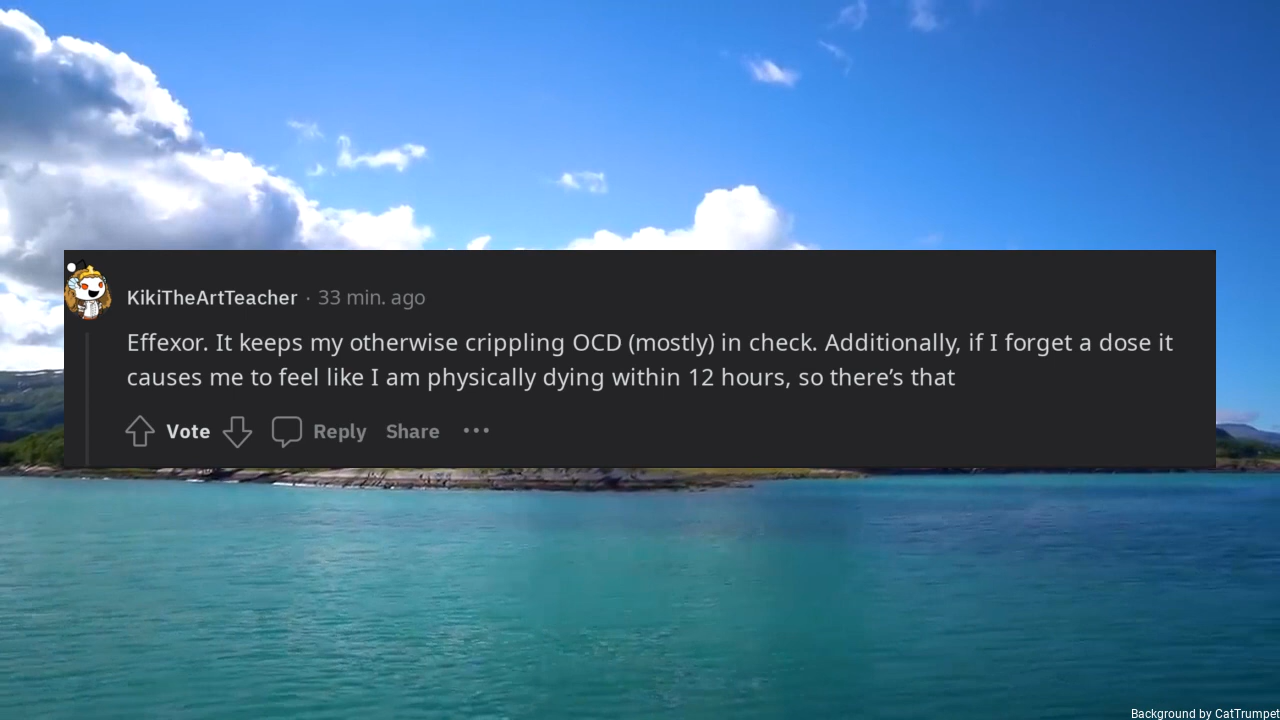 KikiTheArtTeacher · 33 min. ago
Effexor. It keeps my otherwise crippling OCD (mostly) in check. Additionally, if I forget a dose it
causes me to feel like I am physically dying within 12 hours, so there’s that
Vote Reply Share •••
Background by CatTrumpet